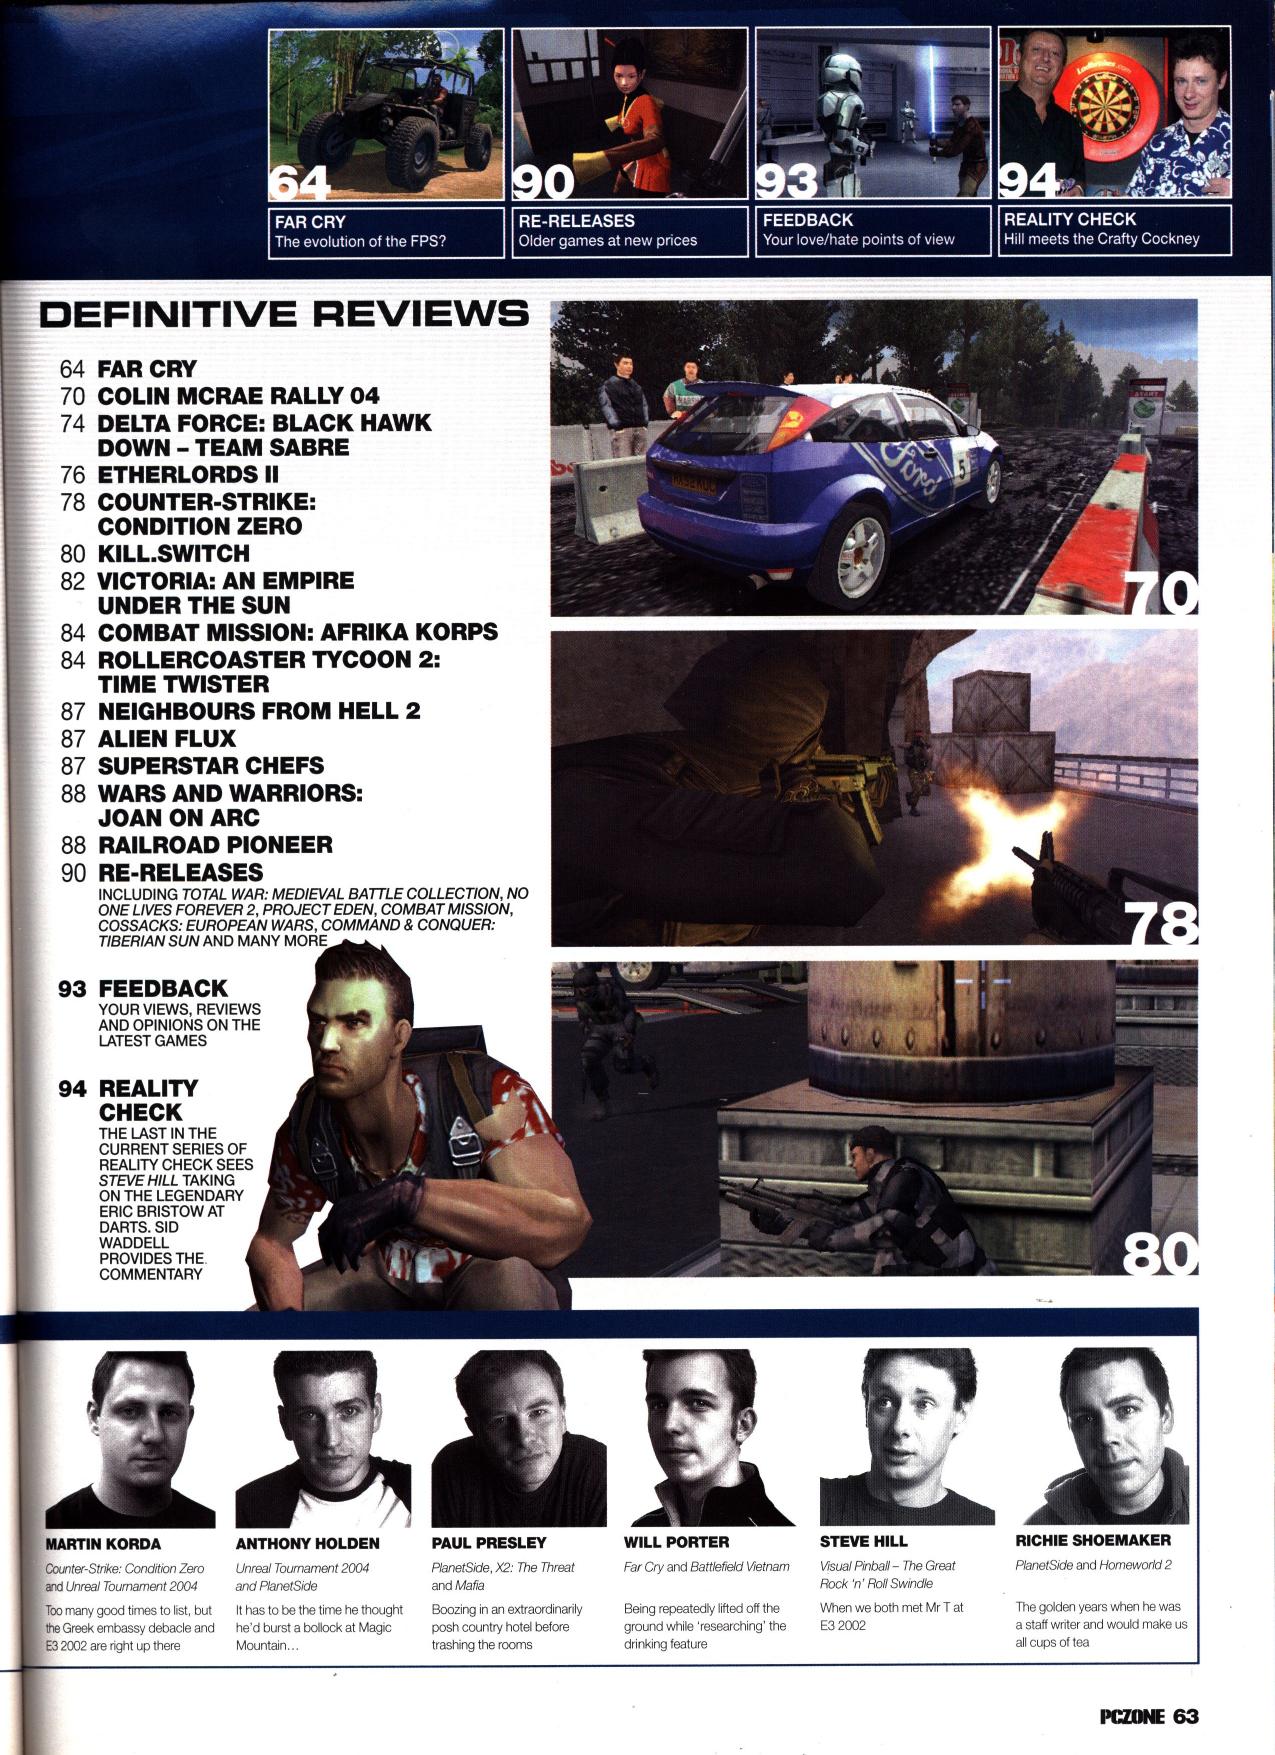 64
FAR CRY
The evolution of the FPS?
90
RE-RELEASES
Older games at new prices
93
FEEDBACK
Your love/hate points of view
Ladbrokes.com
94
REALITY CHECK
Hill meets the Crafty Cockney
DEFINITIVE REVIEWS
64 FAR CRY
70 COLIN MCRAE RALLY 04
74 DELTA FORCE: BLACK HAWK
DOWN – TEAM SABRE
76 ETHERLORDS II
78 COUNTER-STRIKE:
CONDITION ZERO
80 KILL.SWITCH
82 VICTORIA: AN EMPIRE
UNDER THE SUN
84 COMBAT MISSION: AFRIKA KORPS
84 ROLLERCOASTER TYCOON 2:
TIME TWISTER
87 NEIGHBOURS FROM HELL 2
87 ALIEN FLUX
87 SUPERSTAR CHEFS
88 WARS AND WARRIORS:
JOAN ON ARC
88 RAILROAD PIONEER
90 RE-RELEASES
INCLUDING TOTAL WAR: MEDIEVAL BATTLE COLLECTION, NO
ONE LIVES FOREVER 2, PROJECT EDEN, COMBAT MISSION,
COSSACKS: EUROPEAN WARS, COMMAND & CONQUER:
TIBERIAN SUN AND MANY MORE
93 FEEDBACK
YOUR VIEWS, REVIEWS
AND OPINIONS ON THE
LATEST GAMES
94 REALITY
CHECK
THE LAST IN THE
CURRENT SERIES OF
REALITY CHECK SEES
STEVE HILL TAKING
ON THE LEGENDARY
ERIC BRISTOW AT
DARTS. SID
WADDELL
PROVIDES THE
COMMENTARY
Ford
5
70
78
80
MARTIN KORDA
Counter-Strike: Condition Zero
and Unreal Tournament 2004
Too many good times to list, but
the Greek embassy debacle and
E3 2002 are right up there
ANTHONY HOLDEN
Unreal Tournament 2004
and PlanetSide
It has to be the time he thought
he'd burst a bollock at Magic
Mountain...
PAUL PRESLEY
PlanetSide, X2: The Threat
and Mafia
Boozing in an extraordinarily
posh country hotel before
trashing the rooms
WILL PORTER
Far Cry and Battlefield Vietnam
Being repeatedly lifted off the
ground while 'researching' the
drinking feature
STEVE HILL
Visual Pinball – The Great
Rock 'n' Roll Swindle
When we both met Mr T at
E3 2002
RICHIE SHOEMAKER
PlanetSide and Homeworld 2
The golden years when he was
a staff writer and would make us
all cups of tea
PCZONE 63